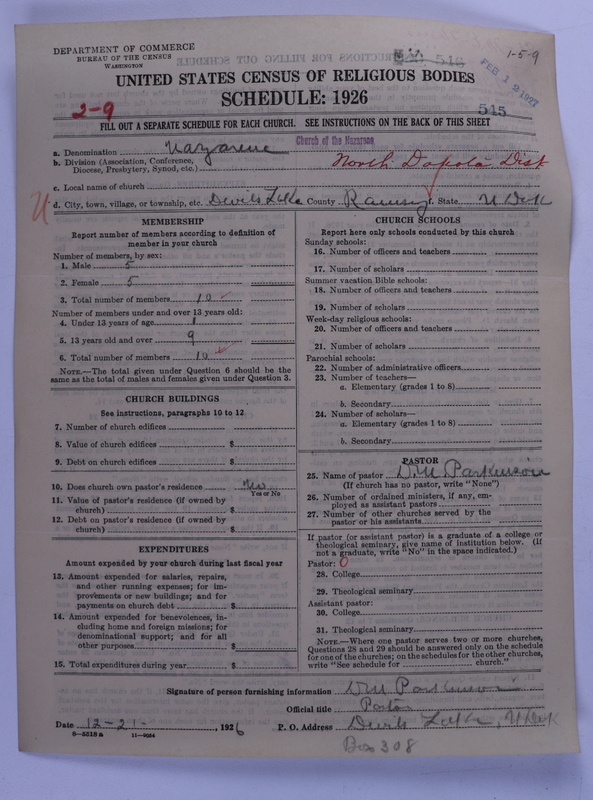 DEPARTMENT OF COMMERCE
BUREAU OF THE CENSUS
WASHINGTON
1-5-9
FEB 12 1927
UNITED STATES CENSUS OF RELIGIOUS BODIES
SCHEDULE: 1926
2-9
515
FILL OUT A SEPARATE SCHEDULE FOR EACH CHURCH. SEE INSTRUCTIONS ON THE BACK OF THIS SHEET
Church of the Nazarene
a. Denomination Nazarene
b. Division (Association, Conference, Diocese, Presbytery, Synod, etc.) North Dakota Dist
c. Local name of church
d. City, town, village, or township, etc. Devils Lake County Ramsey State N Dak
MEMBERSHIP
Report number of members according to definition of
member in your church
Number of members, by sex:
1. Male 5
2. Female 5
3. Total number of members 10
Number of members under and over 13 years old:
4. Under 13 years of age 1
5. 13 years old and over 9
6. Total number of members 10
NOTE.—The total given under Question 6 should be
same as the total of males and females given under Question 3.
CHURCH BUILDINGS
See instructions, paragraphs 10 to 12
7. Number of church edifices
8. Value of church edifices $
9. Debt on church edifices $
10. Does church own pastor's residence No
Yes or No
11. Value of pastor's residence (if owned by
church) $
12. Debt on pastor's residence (if owned by
church) $
EXPENDITURES
Amount expended by your church during last fiscal year
13. Amount expended for salaries, repairs,
and other running expenses; for im-
provements or new buildings; and for
payments on church debt $
14. Amount expended for benevolences, in-
cluding home and foreign missions; for
denominational support; and for all
other purposes $
15. Total expenditures during year $
CHURCH SCHOOLS
Report here only schools conducted by this church
Sunday schools:
16. Number of officers and teachers
17. Number of scholars
Summer vacation Bible schools:
18. Number of officers and teachers
19. Number of scholars
Week-day religious schools:
20. Number of officers and teachers
21. Number of scholars
Parochial schools:
22. Number of administrative officers
23. Number of teachers—
a. Elementary (grades 1 to 8)
b. Secondary
24. Number of scholars—
a. Elementary (grades 1 to 8)
b. Secondary
PASTOR
25. Name of pastor D.M. Parkinson
(If church has no pastor, write "None")
26. Number of ordained ministers, if any, em-
ployed as assistant pastors
27. Number of other churches served by the
pastor or his assistants
If pastor (or assistant pastor) is a graduate of a college or
theological seminary, give name of institution below. (If
not a graduate, write "No" in the space indicated.)
Pastor: 0
28. College
29. Theological seminary
Assistant pastor:
30. College
31. Theological seminary
NOTE.—Where one pastor serves two or more churches,
Questions 28 and 29 should be answered only on the schedule
for one of the churches; on the schedules for the other churches,
write "See schedule for church."
Signature of person furnishing information D.M. Parkinson
Official title Pastor
Date 12-21- 1926 P. O. Address Devils Lake, N Dak
8—5518 a 11—9034
Box 308